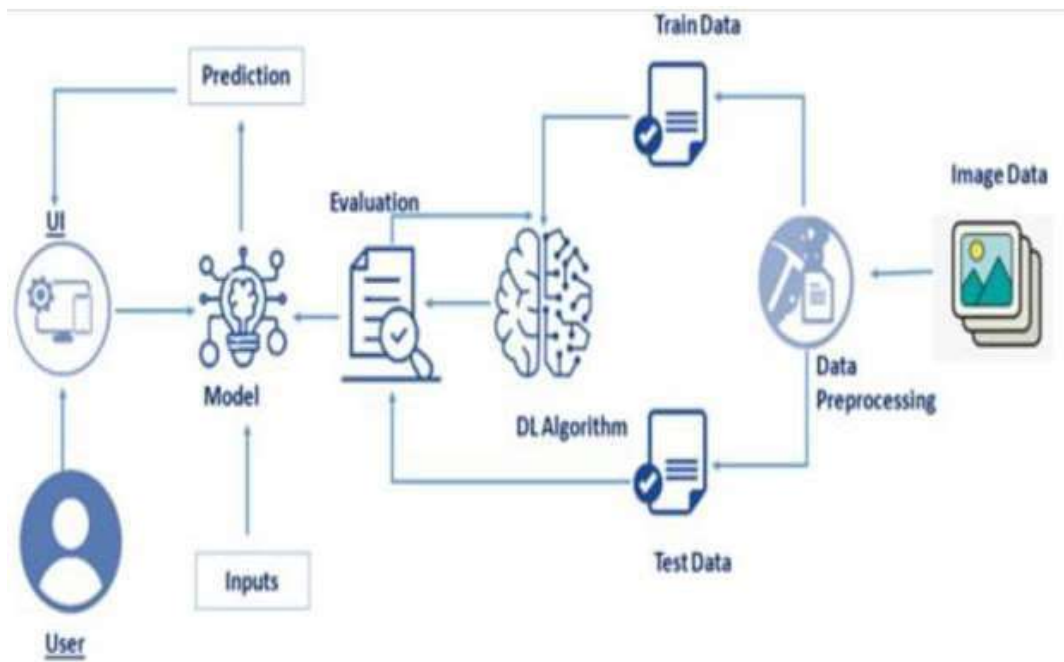 Train Data
Prediction
Image Data
Evaluation
UI
Data
Preprocessing
Model
DL Algorithm
Test Data
Inputs
User